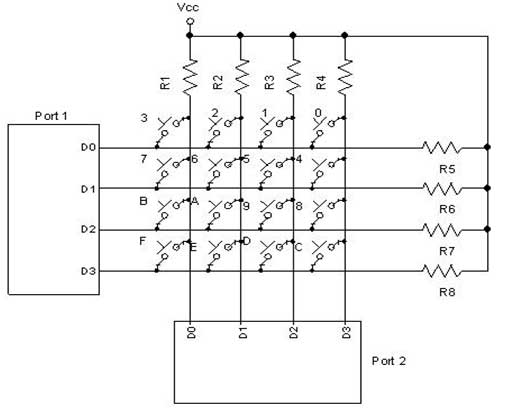 Vcc
R1 R2 R3 R4
Port 1
3 2 1 0
D0
R5
7 6 5 4
D1
R6
B A 9 8
D2
R7
F E D C
D3
R8
D0 D1 D2 D3
Port 2